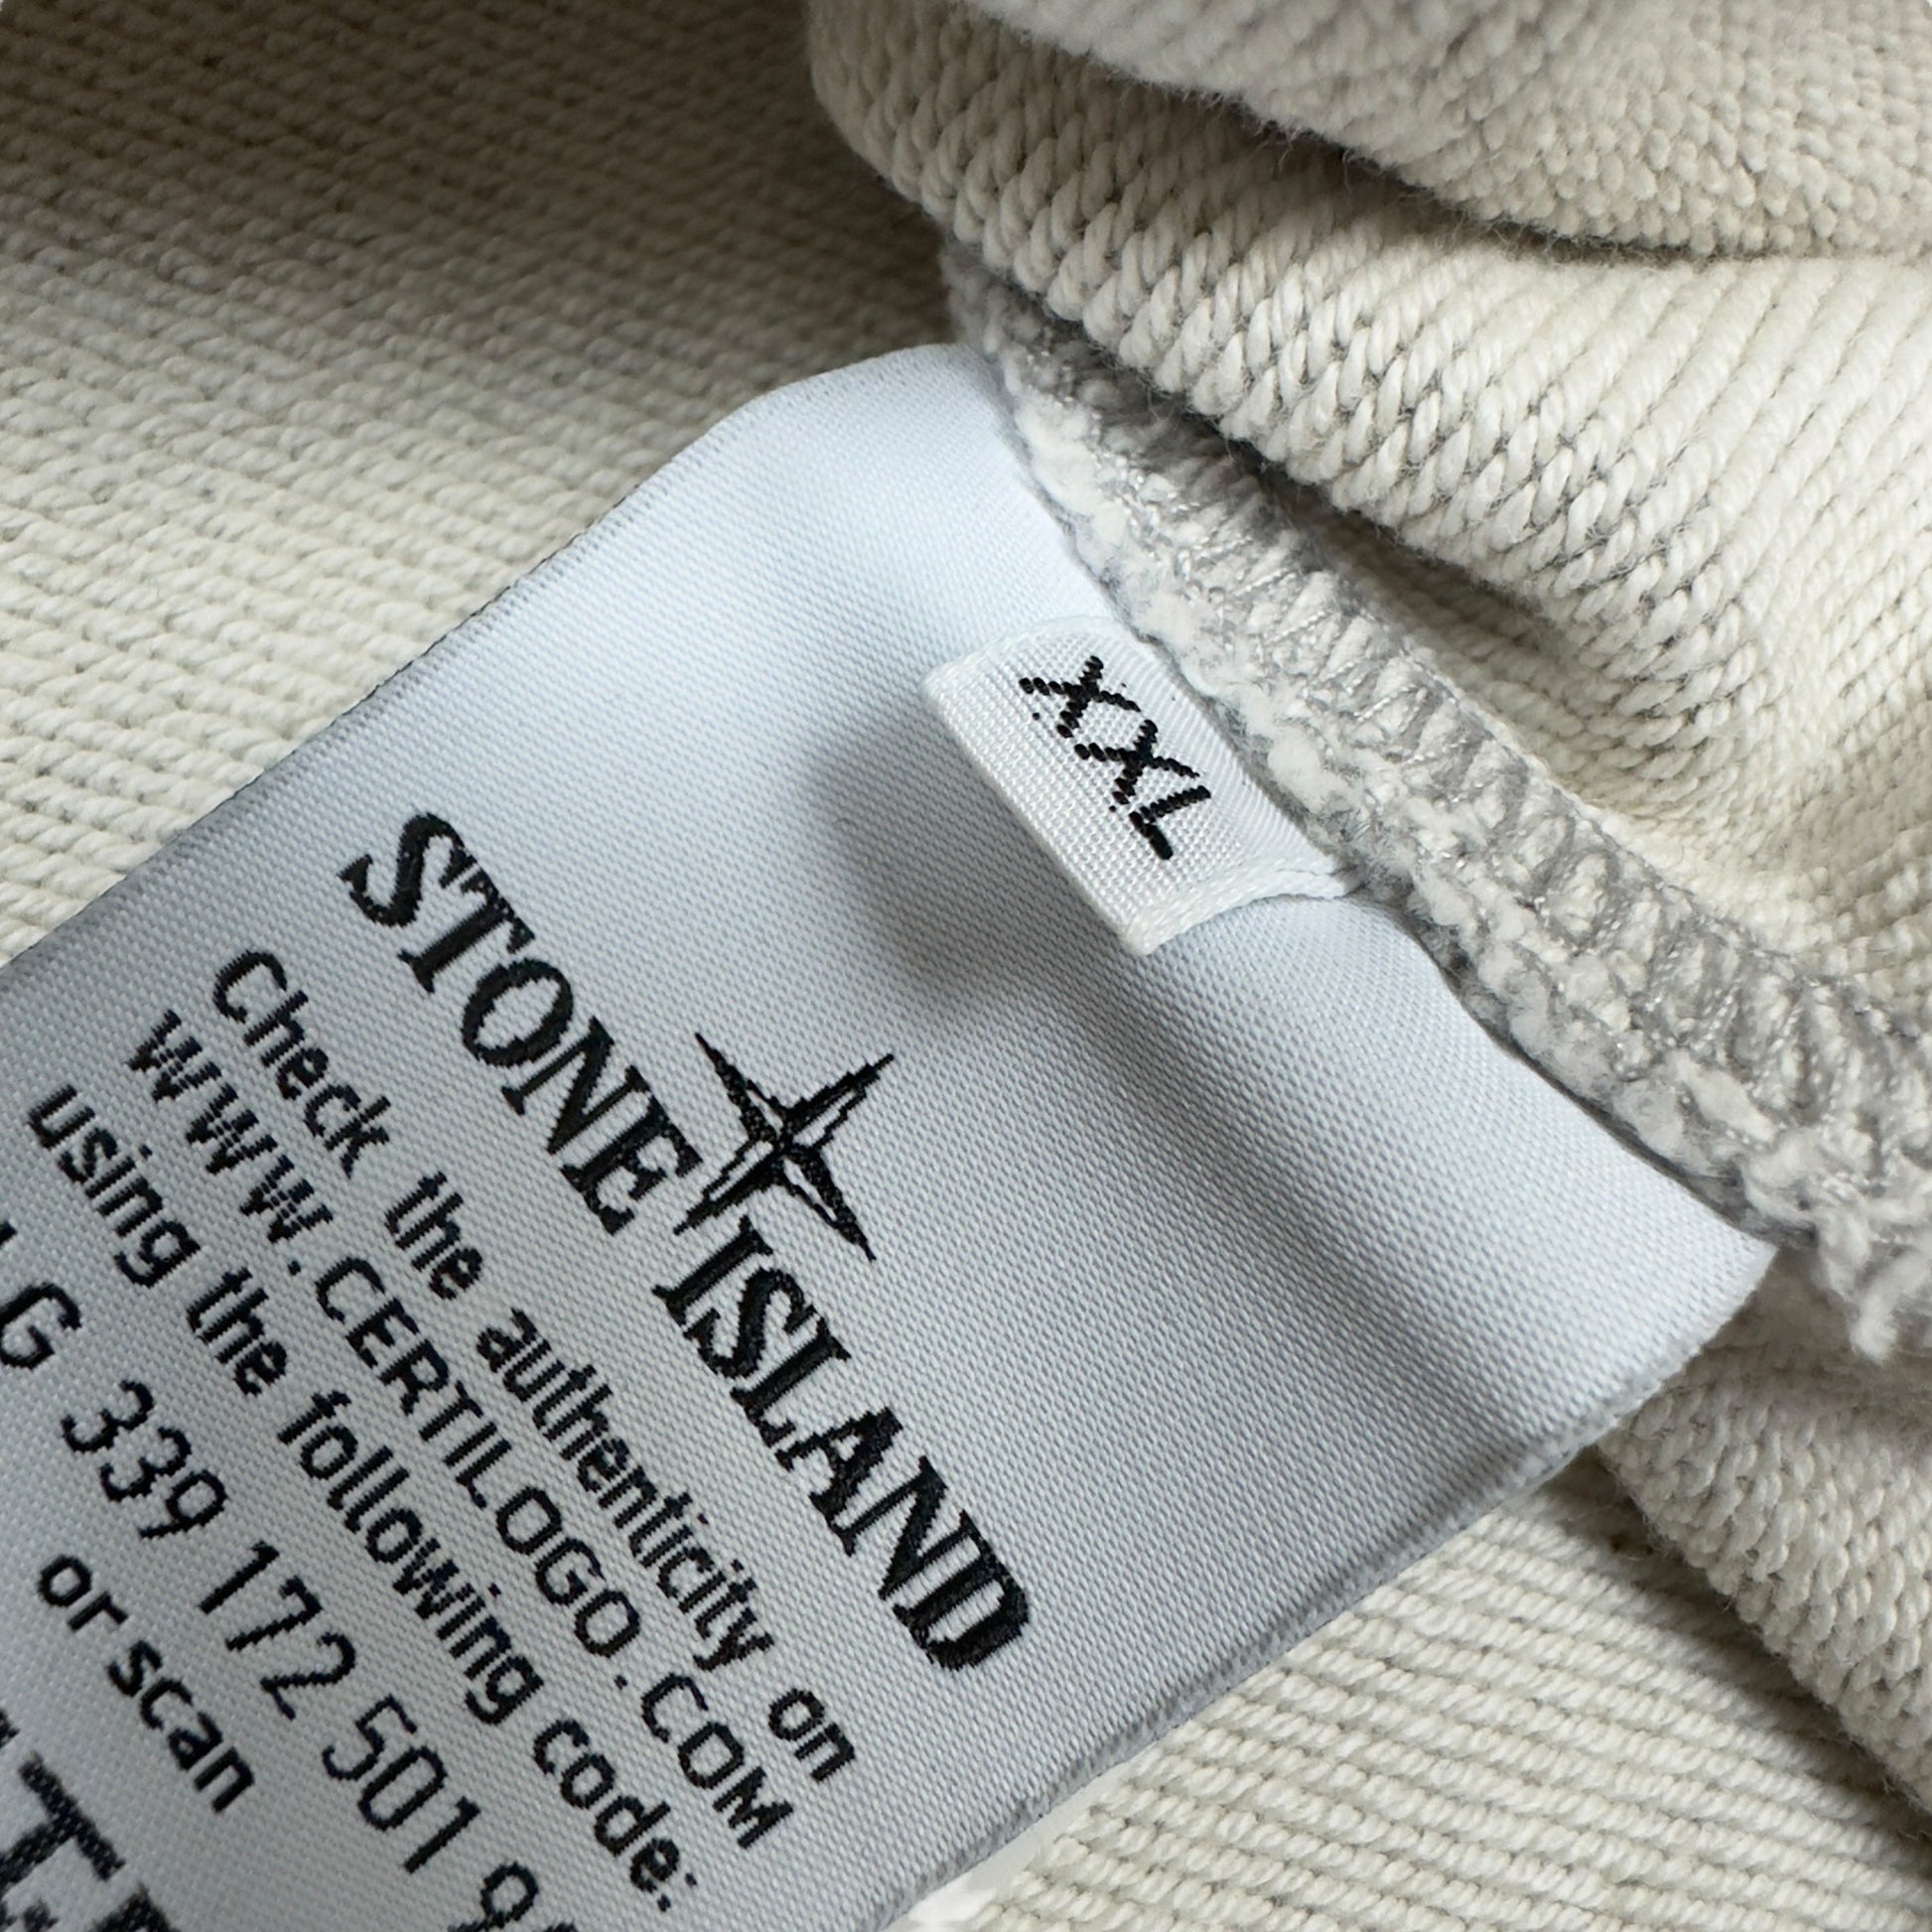 XXL
STONE ISLAND
Check the authenticity on
WWW.CERTILOGO.COM
using the following code:
G 339 172 501 9
or scan